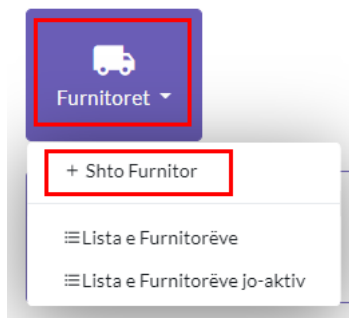 Furnitoret
+ Shto Furnitor
Lista e Furnitorëve
Lista e Furnitorëve jo-aktiv